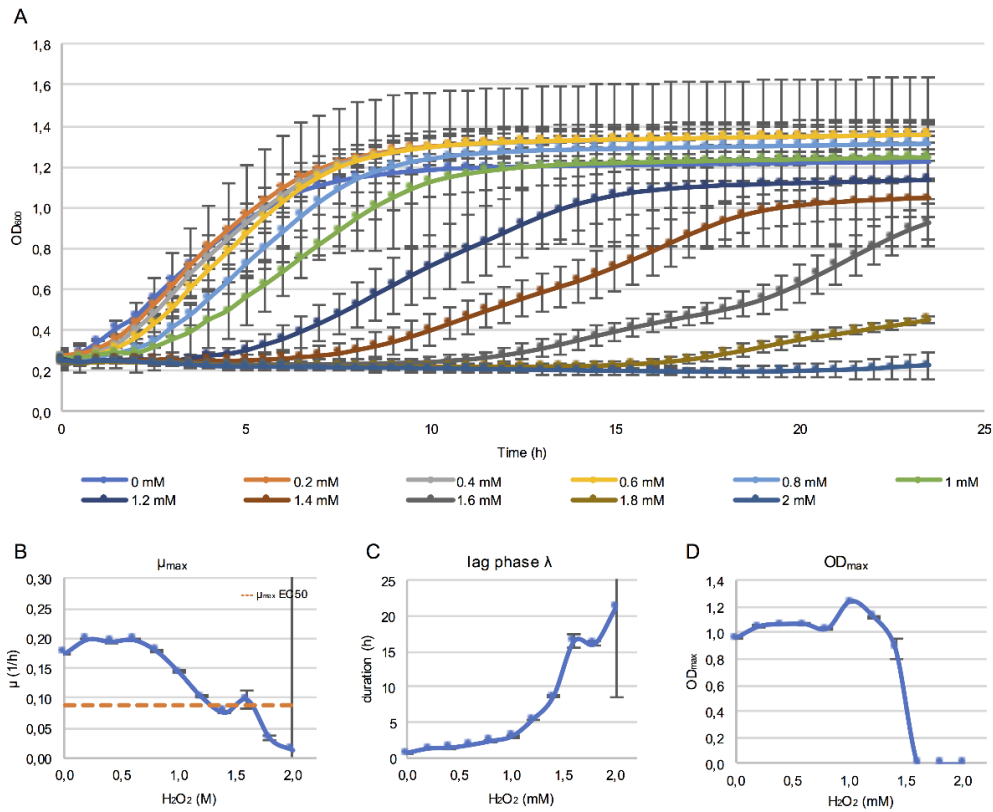 A
1,8
1,6
1,4
1,2
1,0
0,8
0,6
0,4
0,2
0,0
OD600
0 5 10 15 20 25
Time (h)
0 mM 0.2 mM 0.4 mM 0.6 mM 0.8 mM 1 mM
1.2 mM 1.4 mM 1.6 mM 1.8 mM 2 mM
B
μmax
0,30
0,25
0,20
0,15
0,10
0,05
0,00
μ (1/h)
μmax EC50
0,0 0,5 1,0 1,5 2,0
H₂O₂ (M)
C
lag phase λ
25
20
15
10
5
0
duration (h)
0,0 0,5 1,0 1,5 2,0
H₂O₂ (mM)
D
ODmax
1,4
1,2
1,0
0,8
0,6
0,4
0,2
0,0
ODmax
0,0 0,5 1,0 1,5 2,0
H₂O₂ (mM)